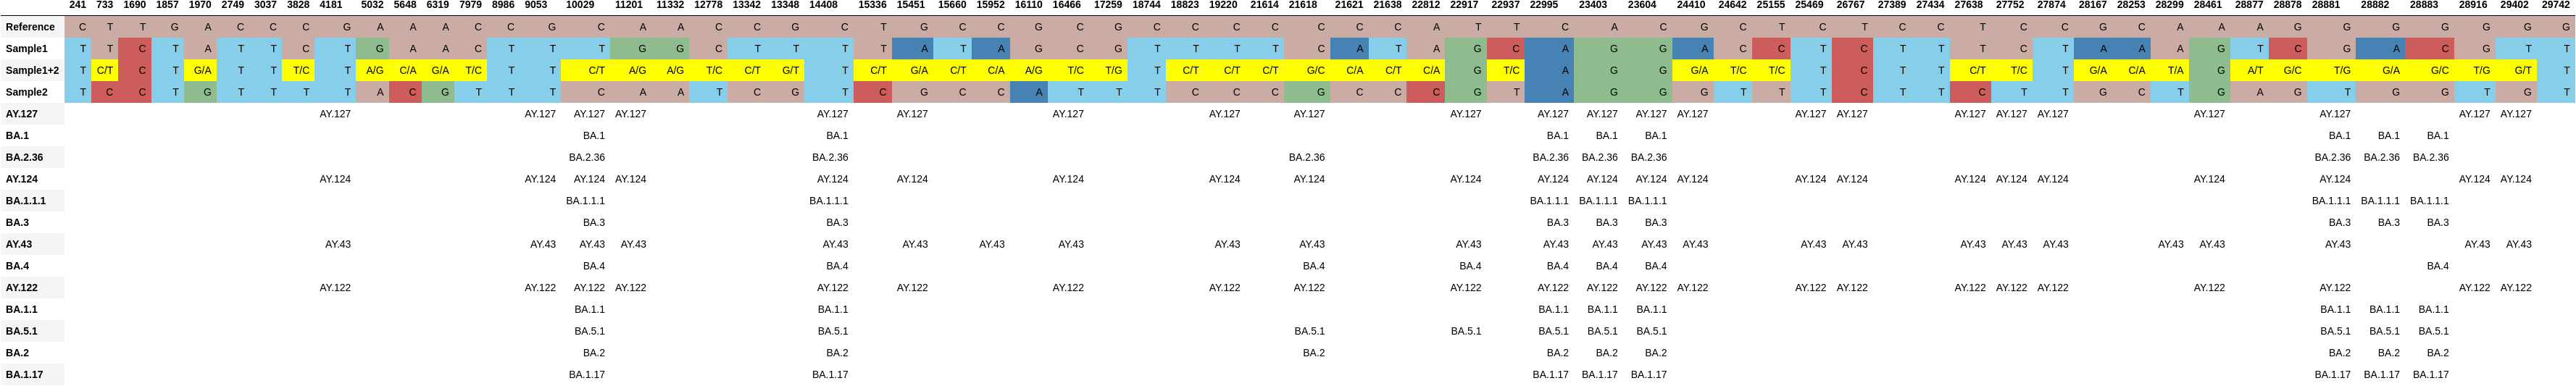 241 733 1690 1857 1970 2749 3037 3828 4181 5032 5648 6319 7979 8986 9053 10029 11201 11332 12778 13342 13348 14408 15336 15451 15660 15952 16110 16466 17259 18744 18823 19220 21614 21618 21621 21638 22812 22917 22937 22995 23403 23604 24410 24642 25155 25469 26767 27389 27434 27638 27752 27874 28167 28253 28299 28461 28877 28878 28881 28882 28883 28916 29402 29742
Reference C T T G A C C C G A A A C C G C A A C C G C T G C C G C G C C C C C C C A T T C A C G C T C T C C T C C G C A A A G G G G G G G
Sample1 T T C T A T T C T G A A C T T T G G C T T T T A T A G C G T T T T C A T A G C A G G A C C T C T T T C T A A A G T C G A C G T T
Sample1+2 T C/T C T G/A T T T/C T A/G C/A G/A T/C T T C/T A/G A/G T/C C/T G/T T C/T G/A C/T C/A A/G T/C T/G T C/T C/T C/T G/C C/A C/T C/A G T/C A G G G/A T/C T/C T C T T C/T T/C T G/A C/A T/A G A/T G/C T/G G/A G/C T/G G/T T
Sample2 T C C T G T T T T A C G T T T C A A T C G T C G C C A T T T C C C G C C C G T A G G G T T T C T T C T T G C T G A G T G G T G T
AY.127 AY.127 AY.127 AY.127 AY.127 AY.127 AY.127 AY.127 AY.127 AY.127 AY.127 AY.127 AY.127 AY.127 AY.127 AY.127 AY.127 AY.127 AY.127 AY.127 AY.127 AY.127 AY.127 AY.127
BA.1 BA.1 BA.1 BA.1 BA.1 BA.1 BA.1 BA.1 BA.1
BA.2.36 BA.2.36 BA.2.36 BA.2.36 BA.2.36 BA.2.36 BA.2.36 BA.2.36 BA.2.36 BA.2.36
AY.124 AY.124 AY.124 AY.124 AY.124 AY.124 AY.124 AY.124 AY.124 AY.124 AY.124 AY.124 AY.124 AY.124 AY.124 AY.124 AY.124 AY.124 AY.124 AY.124 AY.124 AY.124 AY.124 AY.124
BA.1.1.1 BA.1.1.1 BA.1.1.1 BA.1.1.1 BA.1.1.1 BA.1.1.1 BA.1.1.1 BA.1.1.1 BA.1.1.1
BA.3 BA.3 BA.3 BA.3 BA.3 BA.3 BA.3 BA.3 BA.3
AY.43 AY.43 AY.43 AY.43 AY.43 AY.43 AY.43 AY.43 AY.43 AY.43 AY.43 AY.43 AY.43 AY.43 AY.43 AY.43 AY.43 AY.43 AY.43 AY.43 AY.43 AY.43 AY.43 AY.43 AY.43 AY.43
BA.4 BA.4 BA.4 BA.4 BA.4 BA.4 BA.4 BA.4 BA.4
AY.122 AY.122 AY.122 AY.122 AY.122 AY.122 AY.122 AY.122 AY.122 AY.122 AY.122 AY.122 AY.122 AY.122 AY.122 AY.122 AY.122 AY.122 AY.122 AY.122 AY.122 AY.122 AY.122 AY.122
BA.1.1 BA.1.1 BA.1.1 BA.1.1 BA.1.1 BA.1.1 BA.1.1 BA.1.1 BA.1.1
BA.5.1 BA.5.1 BA.5.1 BA.5.1 BA.5.1 BA.5.1 BA.5.1 BA.5.1 BA.5.1 BA.5.1 BA.5.1
BA.2 BA.2 BA.2 BA.2 BA.2 BA.2 BA.2 BA.2 BA.2 BA.2
BA.1.17 BA.1.17 BA.1.17 BA.1.17 BA.1.17 BA.1.17 BA.1.17 BA.1.17 BA.1.17